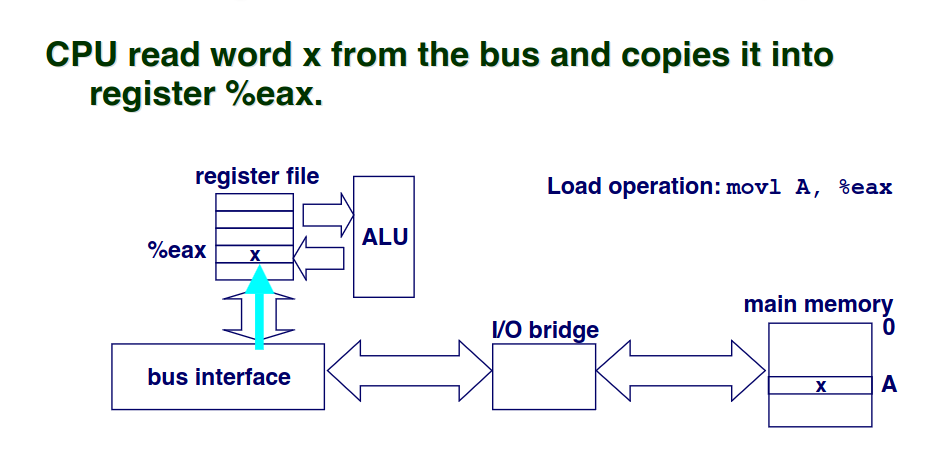 CPU read word x from the bus and copies it into
register %eax.
register file
Load operation: movl A, %eax
ALU
%eax
x
main memory
0
I/O bridge
bus interface
x
A